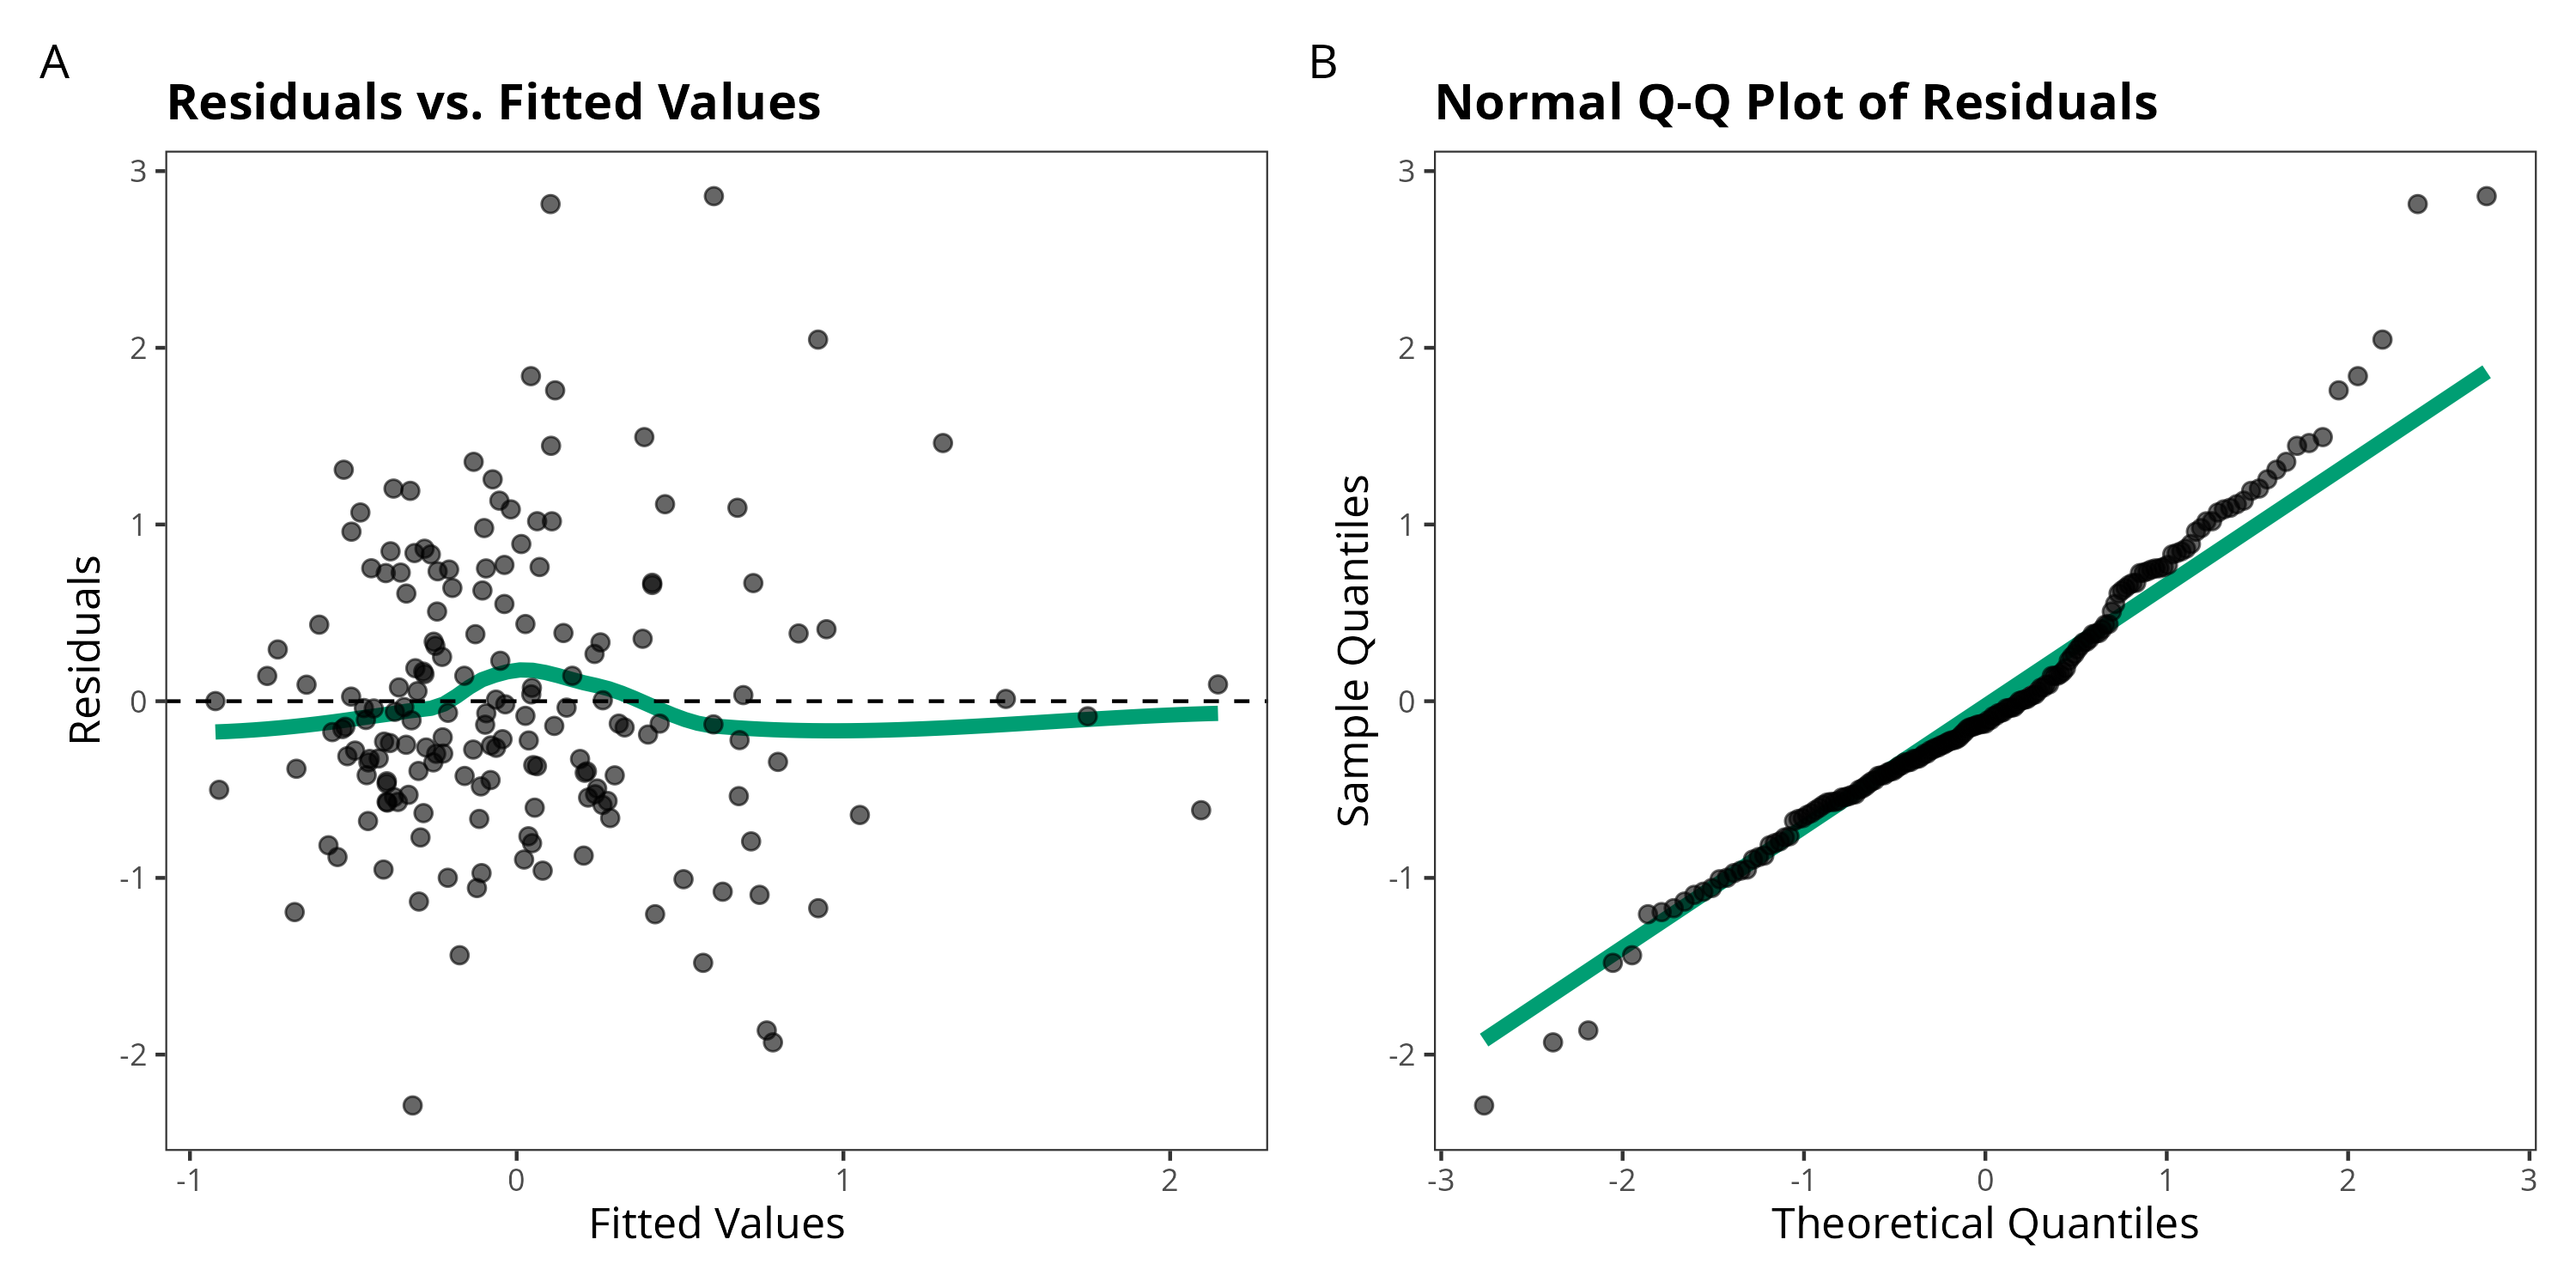 A
Residuals vs. Fitted Values
3
2
1
0
-1
-2
Residuals
-1
0
1
2
Fitted Values
B
Normal Q-Q Plot of Residuals
3
2
1
0
-1
-2
Sample Quantiles
-3
-2
-1
0
1
2
3
Theoretical Quantiles